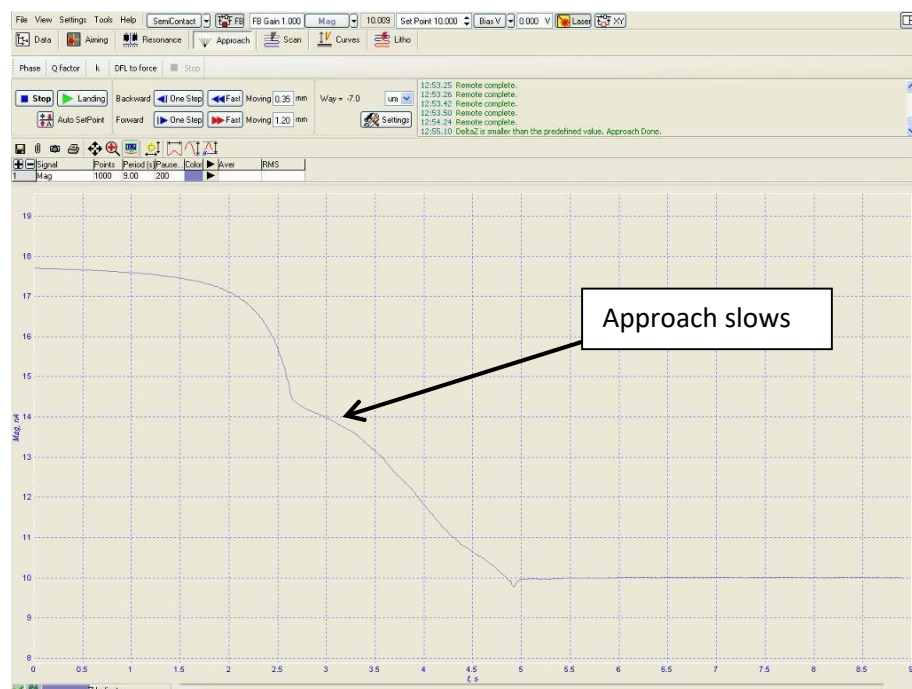 File View Settings Tools Help SemiContact FB FB Gain 1.000 Mag 10.009 Set Point 10.000 Bias V 0.000 V Laser XY
Data Aiming Resonance Approach Scan Curves Litho
Phase Q factor k DFL to force Stop
12:53.25 Remote complete.
12:53.26 Remote complete.
12:53.42 Remote complete.
12:53.50 Remote complete.
12:54.24 Remote complete.
12:55.10 DeltaZ is smaller than the predefined value. Approach Done.
Stop Landing Backward One Step Fast Moving 0.35 mm Way = -7.0 um
Auto SetPoint Forward One Step Fast Moving 1.20 mm Settings
Signal Points Period (s) Pause... Color Aver RMS
1 Mag 1000 9.00 200
19
18
17
16
15
14
13
12
11
10
9
8
Mag, nA
Approach slows
0 0.5 1 1.5 2 2.5 3 3.5 4 4.5 5 5.5 6 6.5 7 7.5 8 8.5 9
t, s